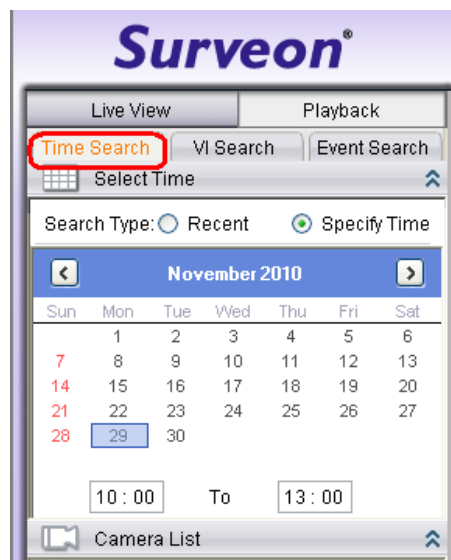 Surveon®
Live View Playback
Time Search VI Search Event Search
Select Time
Search Type: Recent Specify Time
< November 2010 >
Sun Mon Tue Wed Thu Fri Sat
1 2 3 4 5 6
7 8 9 10 11 12 13
14 15 16 17 18 19 20
21 22 23 24 25 26 27
28 29 30
10 : 00 To 13 : 00
Camera List